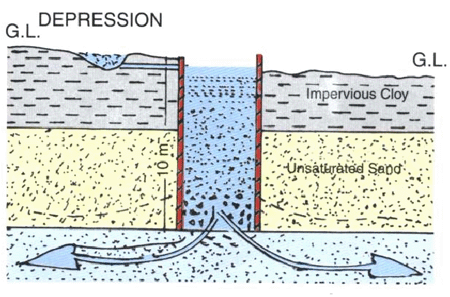 DEPRESSION
G.L.
G.L.
Impervious Cloy
10 m
Unsaturated Sand